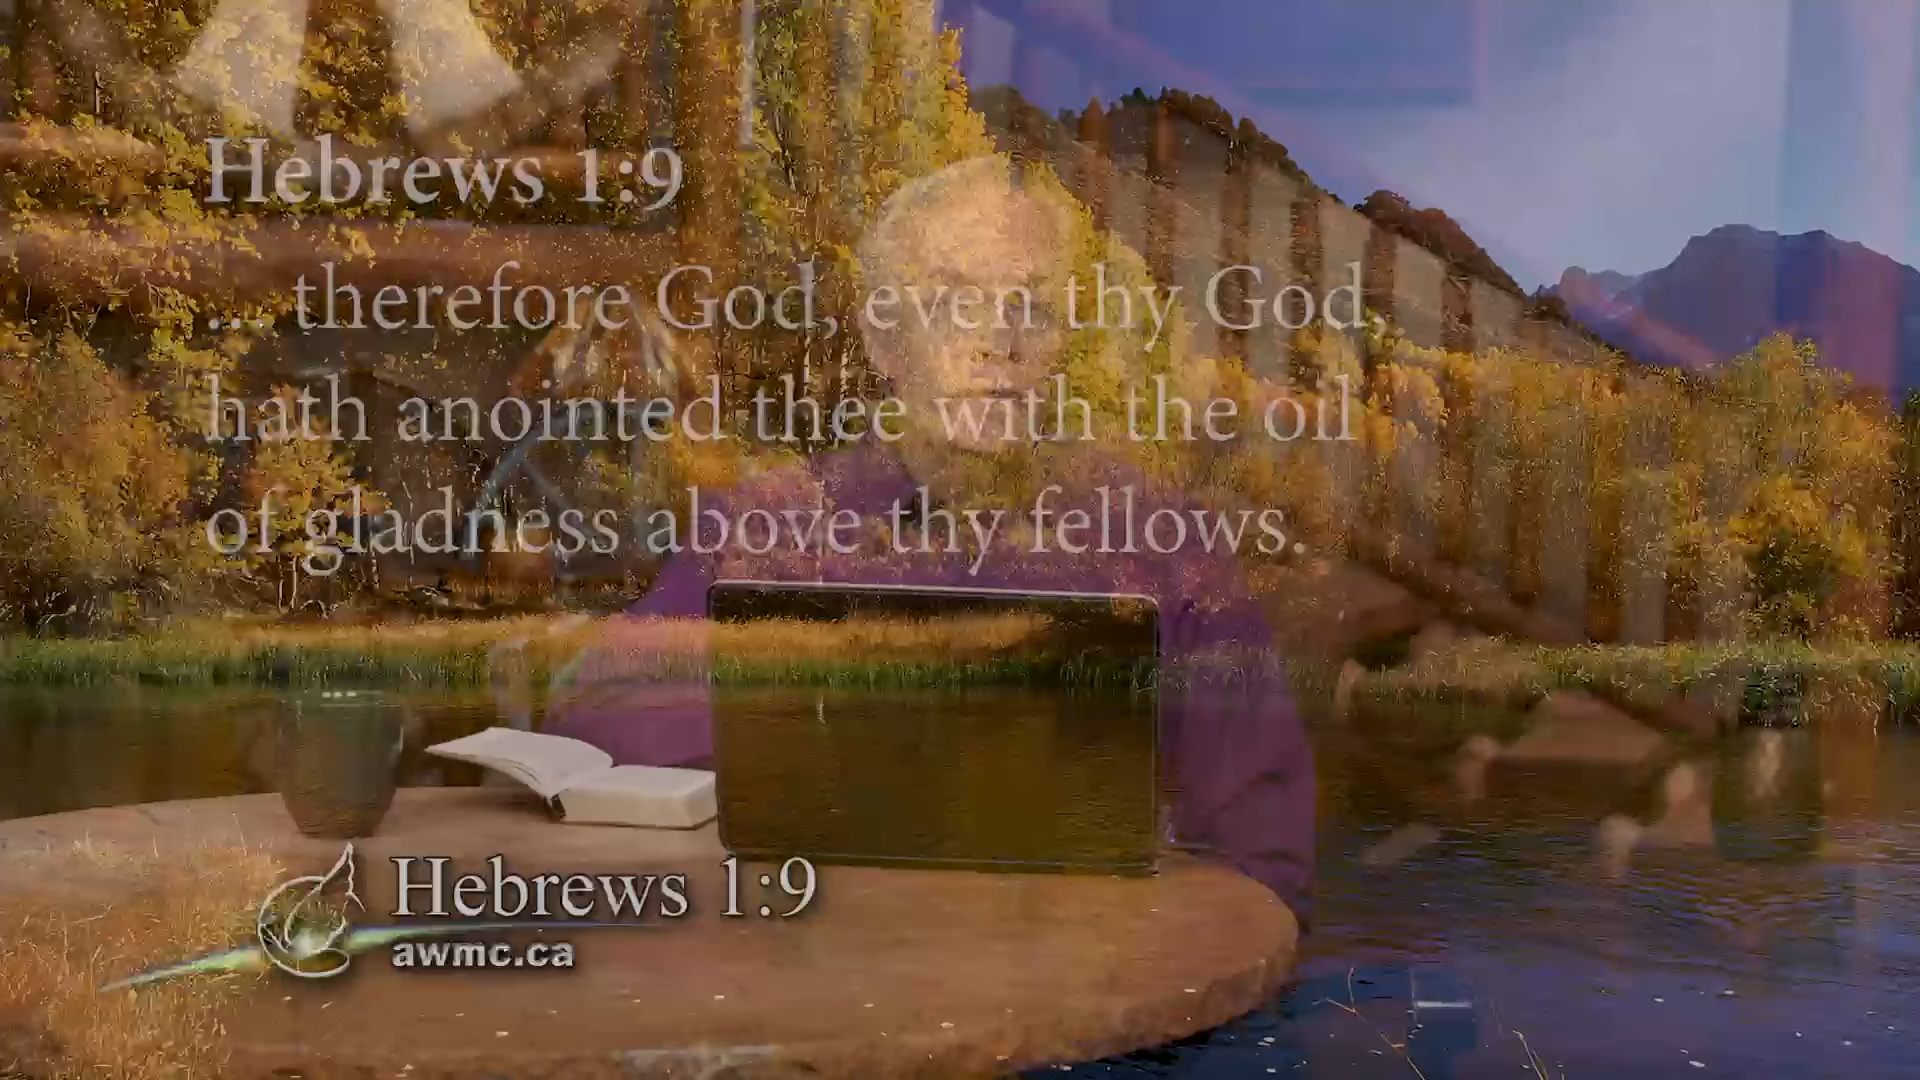 Hebrews 1:9
... therefore God, even thy God,
hath anointed thee with the oil
of gladness above thy fellows.
Hebrews 1:9
awmc.ca